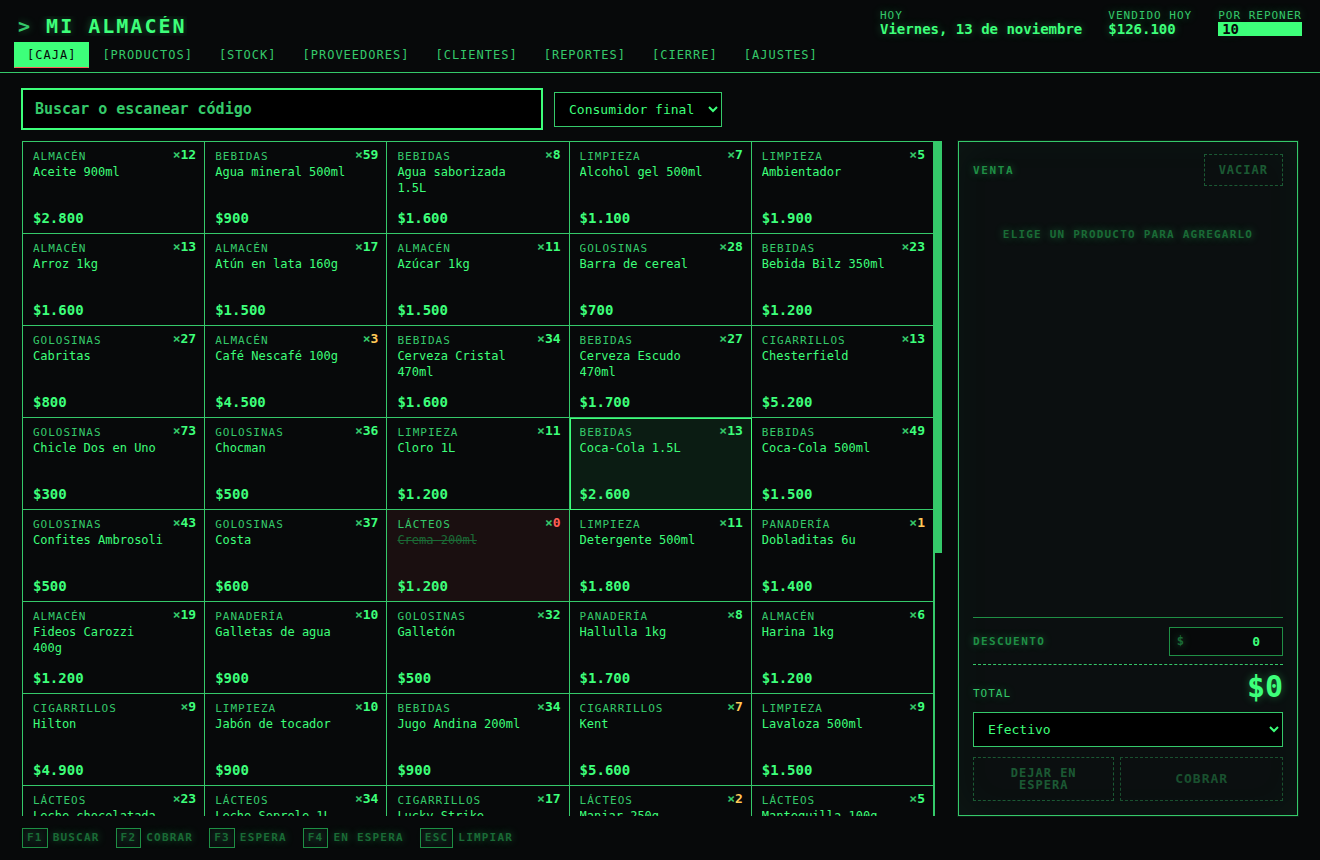 > MI ALMACÉN
HOY
Viernes, 13 de noviembre
VENDIDO HOY
$126.100
POR REPONER
10
[CAJA] [PRODUCTOS] [STOCK] [PROVEEDORES] [CLIENTES] [REPORTES] [CIERRE] [AJUSTES]
Buscar o escanear código
Consumidor final
ALMACÉN ×12
Aceite 900ml
$2.800
BEBIDAS ×59
Agua mineral 500ml
$900
BEBIDAS ×8
Agua saborizada
1.5L
$1.600
LIMPIEZA ×7
Alcohol gel 500ml
$1.100
LIMPIEZA ×5
Ambientador
$1.900
ALMACÉN ×13
Arroz 1kg
$1.600
ALMACÉN ×17
Atún en lata 160g
$1.500
ALMACÉN ×11
Azúcar 1kg
$1.500
GOLOSINAS ×28
Barra de cereal
$700
BEBIDAS ×23
Bebida Bilz 350ml
$1.200
GOLOSINAS ×27
Cabritas
$800
ALMACÉN ×3
Café Nescafé 100g
$4.500
BEBIDAS ×34
Cerveza Cristal
470ml
$1.600
BEBIDAS ×27
Cerveza Escudo
470ml
$1.700
CIGARRILLOS ×13
Chesterfield
$5.200
GOLOSINAS ×73
Chicle Dos en Uno
$300
GOLOSINAS ×36
Chocman
$500
LIMPIEZA ×11
Cloro 1L
$1.200
BEBIDAS ×13
Coca-Cola 1.5L
$2.600
BEBIDAS ×49
Coca-Cola 500ml
$1.500
GOLOSINAS ×43
Confites Ambrosoli
$500
GOLOSINAS ×37
Costa
$600
LÁCTEOS ×0
Crema 200ml
$1.200
LIMPIEZA ×11
Detergente 500ml
$1.800
PANADERÍA ×1
Dobladitas 6u
$1.400
ALMACÉN ×19
Fideos Carozzi
400g
$1.200
PANADERÍA ×10
Galletas de agua
$900
GOLOSINAS ×32
Galletón
$500
PANADERÍA ×8
Hallulla 1kg
$1.700
ALMACÉN ×6
Harina 1kg
$1.200
CIGARRILLOS ×9
Hilton
$4.900
LIMPIEZA ×10
Jabón de tocador
$900
BEBIDAS ×34
Jugo Andina 200ml
$900
CIGARRILLOS ×7
Kent
$5.600
LIMPIEZA ×9
Lavaloza 500ml
$1.500
LÁCTEOS ×23
Leche chocolatada
LÁCTEOS ×34
Leche Soprole 1L
CIGARRILLOS ×17
Lucky Strike
LÁCTEOS ×2
Manjar 250g
LÁCTEOS ×5
Mantequilla 100g
VENTA
VACIAR
ELIGE UN PRODUCTO PARA AGREGARLO
DESCUENTO $ 0
TOTAL $0
Efectivo
DEJAR EN
ESPERA
COBRAR
F1 BUSCAR F2 COBRAR F3 ESPERA F4 EN ESPERA ESC LIMPIAR